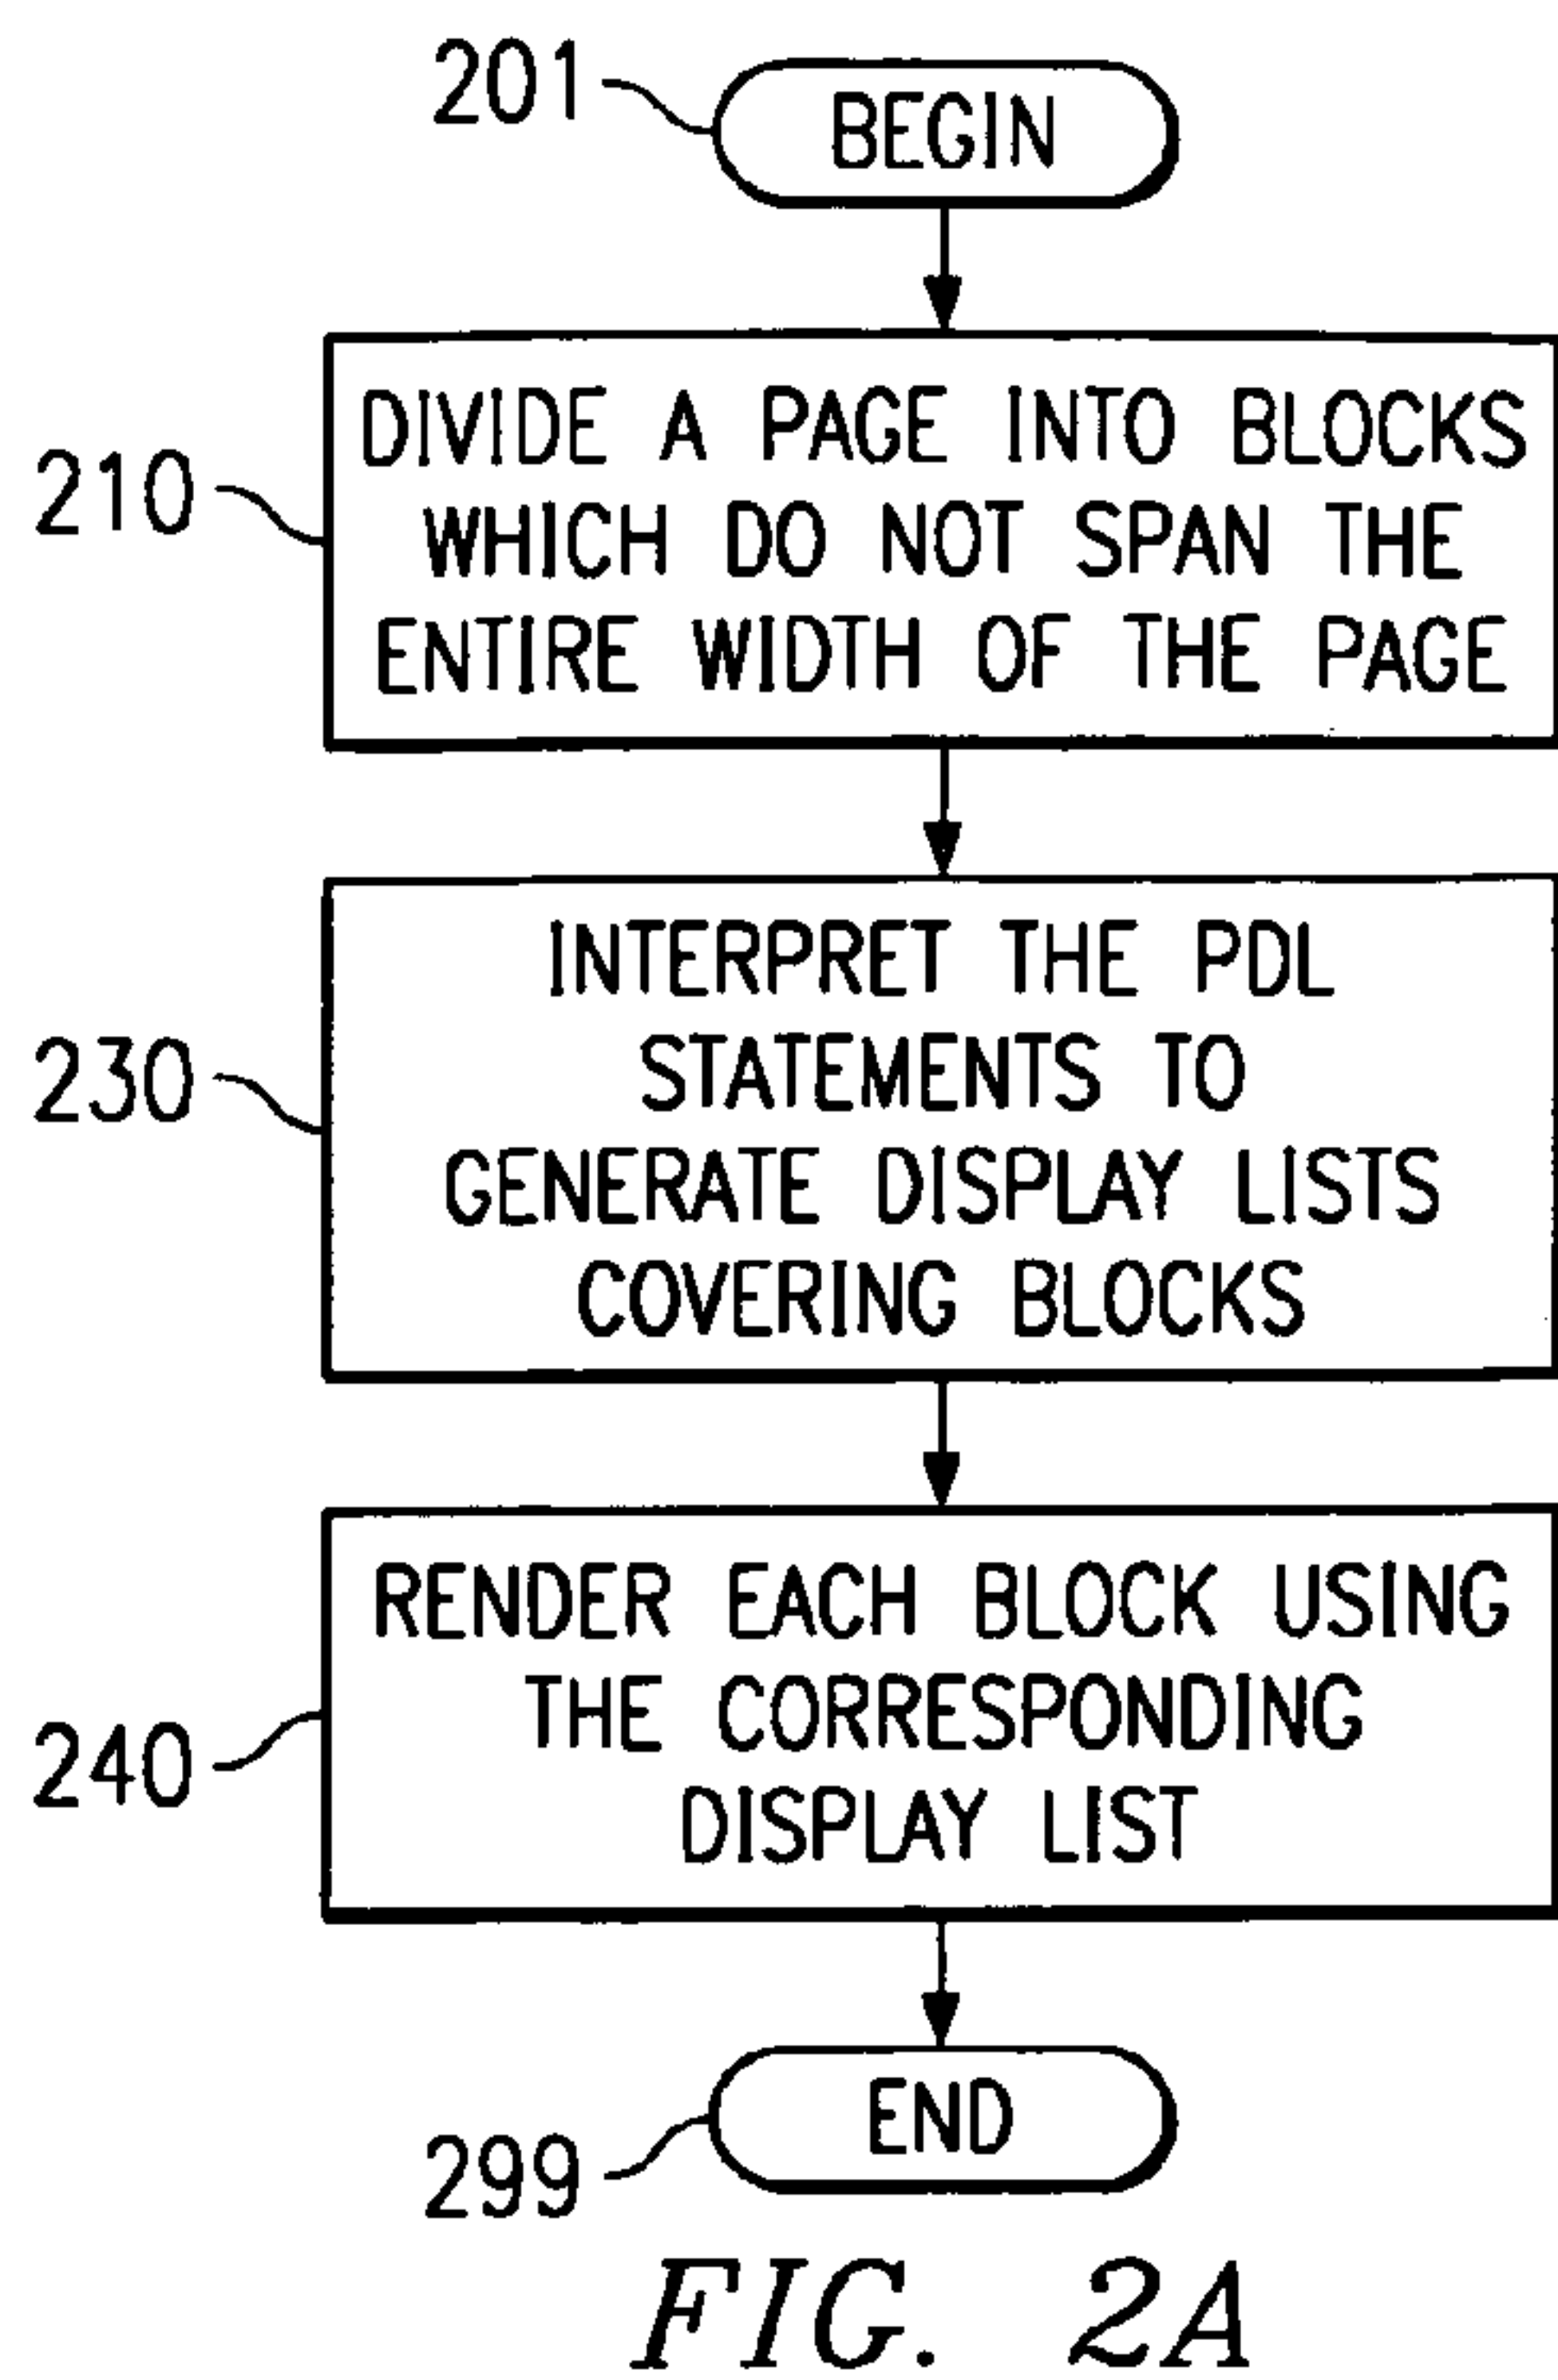 201
BEGIN
210
DIVIDE A PAGE INTO BLOCKS
WHICH DO NOT SPAN THE
ENTIRE WIDTH OF THE PAGE
230
INTERPRET THE PDL
STATEMENTS TO
GENERATE DISPLAY LISTS
COVERING BLOCKS
240
RENDER EACH BLOCK USING
THE CORRESPONDING
DISPLAY LIST
299
END
FIG. 2A